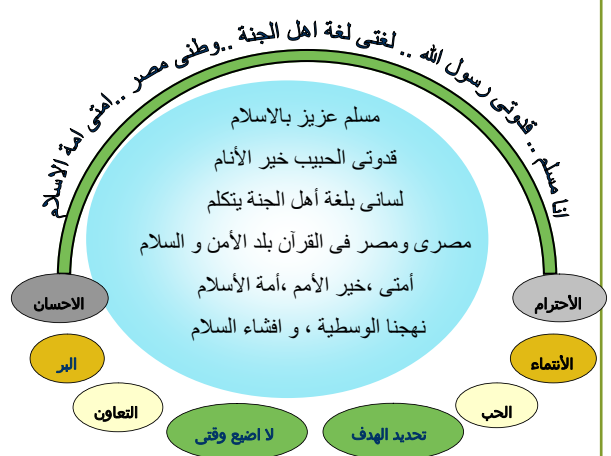 انا مسلم .. قدوتى رسول الله .. لغتى لغة اهل الجنة ..وطنى مصر ..امتى امة الاسلام
مسلم عزيز بالاسلام
قدوتى الحبيب خير الأنام
لسانى بلغة أهل الجنة يتكلم
مصرى ومصر فى القرآن بلد الأمن و السلام
أمتى ،خير الأمم ،أمة الأسلام
نهجنا الوسطية ، و افشاء السلام
الأحترام
الاحسان
الأنتماء
البر
الحب
التعاون
تحديد الهدف
لا اضيع وقتى